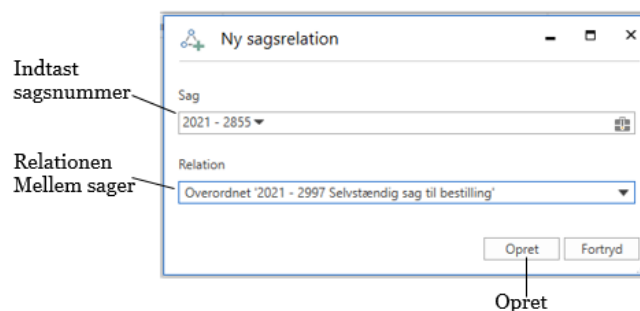 Ny sagsrelation
Indtast
sagsnummer
Sag
2021 - 2855
Relationen
Mellem sager
Relation
Overordnet '2021 - 2997 Selvstændig sag til bestilling'
Opret Fortryd
Opret